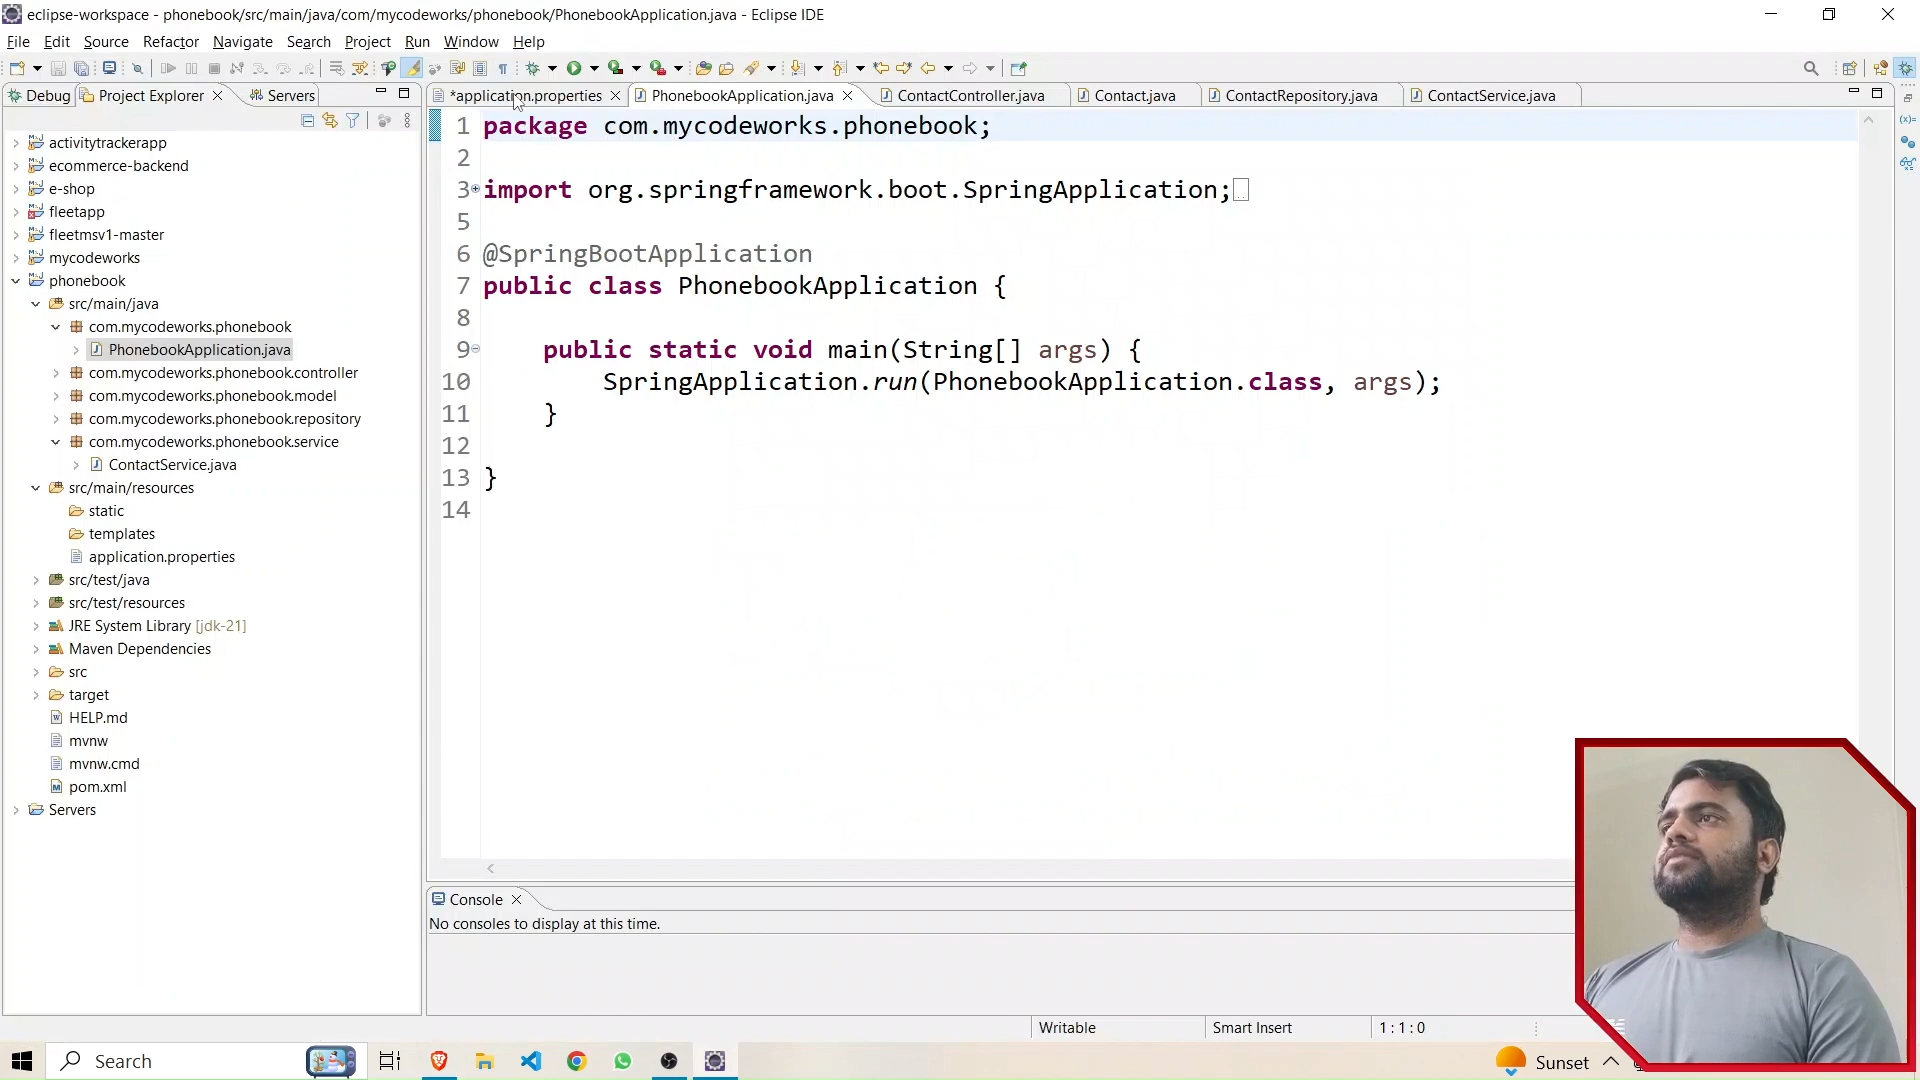 eclipse-workspace - phonebook/src/main/java/com/mycodeworks/phonebook/PhonebookApplication.java - Eclipse IDE
File Edit Source Refactor Navigate Search Project Run Window Help
Debug Project Explorer Servers
*application.properties PhonebookApplication.java ContactController.java Contact.java ContactRepository.java ContactService.java
activitytrackerapp
ecommerce-backend
e-shop
fleetapp
fleetmsv1-master
mycodeworks
phonebook
src/main/java
com.mycodeworks.phonebook
PhonebookApplication.java
com.mycodeworks.phonebook.controller
com.mycodeworks.phonebook.model
com.mycodeworks.phonebook.repository
com.mycodeworks.phonebook.service
ContactService.java
src/main/resources
static
templates
application.properties
src/test/java
src/test/resources
JRE System Library [jdk-21]
Maven Dependencies
src
target
HELP.md
mvnw
mvnw.cmd
pom.xml
Servers
1 package com.mycodeworks.phonebook;
2
3 import org.springframework.boot.SpringApplication;
5
6 @SpringBootApplication
7 public class PhonebookApplication {
8
9 public static void main(String[] args) {
10 SpringApplication.run(PhonebookApplication.class, args);
11 }
12
13 }
14
Console
No consoles to display at this time.
Writable Smart Insert 1 : 1 : 0
Search Sunset